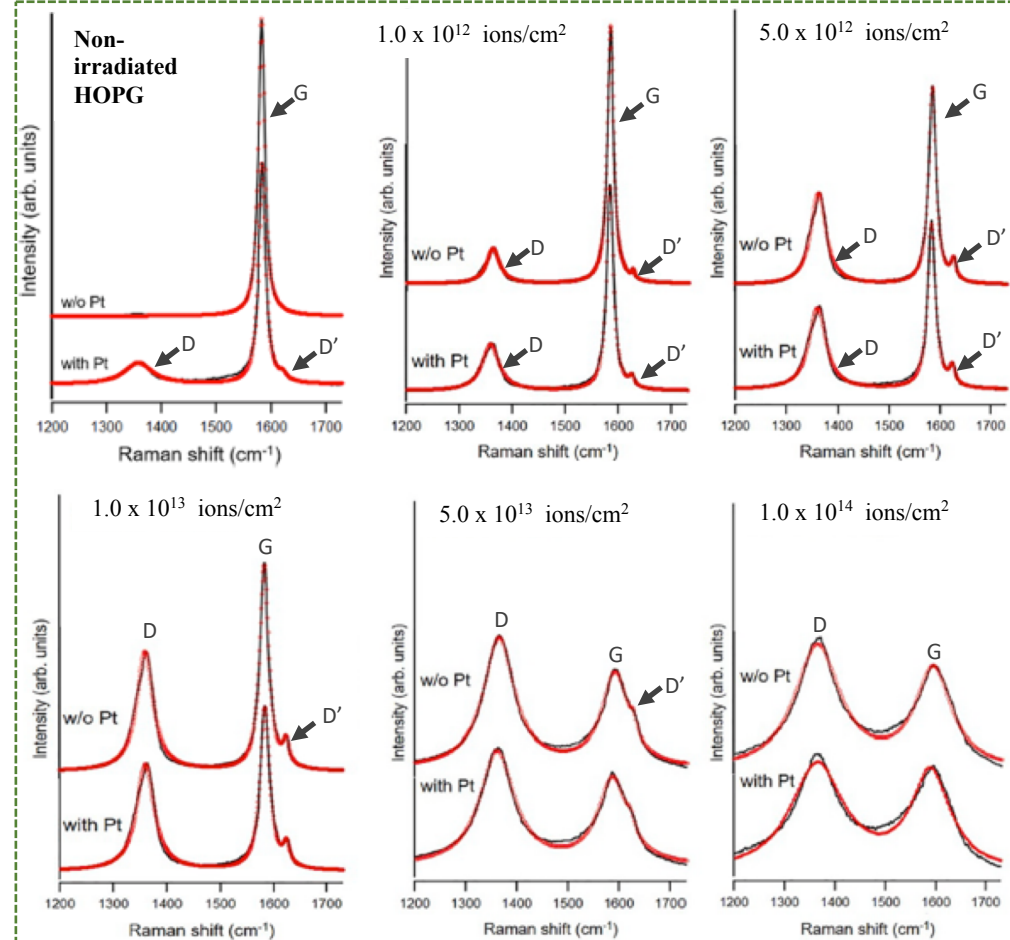 Non-
irradiated
HOPG
G
w/o Pt
with Pt
D
D'
Intensity (arb. units)
1200 1300 1400 1500 1600 1700
Raman shift (cm⁻¹)
1.0 x 10¹² ions/cm²
G
w/o Pt
D
D'
with Pt
D
D'
Intensity (arb. units)
1200 1300 1400 1500 1600 1700
Raman shift (cm⁻¹)
5.0 x 10¹² ions/cm²
G
w/o Pt
D
D'
with Pt
D
D'
Intensity (arb. units)
1200 1300 1400 1500 1600 1700
Raman shift (cm⁻¹)
1.0 x 10¹³ ions/cm²
G
D
w/o Pt
D'
with Pt
Intensity (arb. units)
1200 1300 1400 1500 1600 1700
Raman shift (cm⁻¹)
5.0 x 10¹³ ions/cm²
D
G
w/o Pt
D'
with Pt
Intensity (arb. units)
1200 1300 1400 1500 1600 1700
Raman shift (cm⁻¹)
1.0 x 10¹⁴ ions/cm²
D
G
w/o Pt
with Pt
Intensity (arb. units)
1200 1300 1400 1500 1600 1700
Raman shift (cm⁻¹)